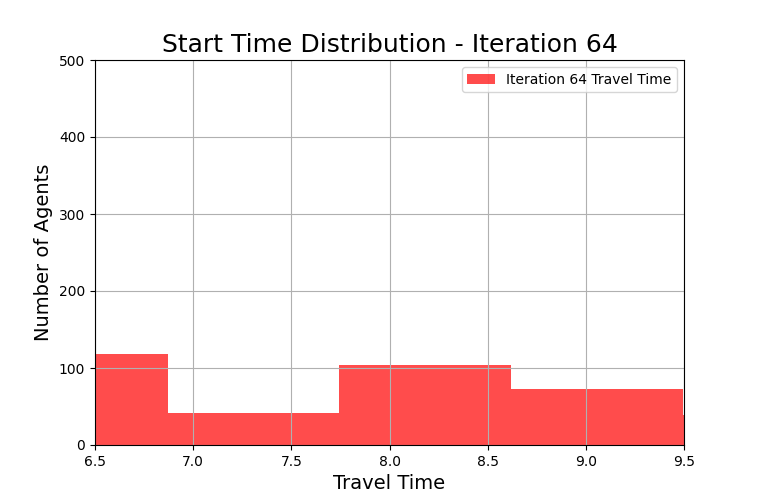 Start Time Distribution - Iteration 64
Iteration 64 Travel Time
Number of Agents
500
400
300
200
100
0
6.5 7.0 7.5 8.0 8.5 9.0 9.5
Travel Time